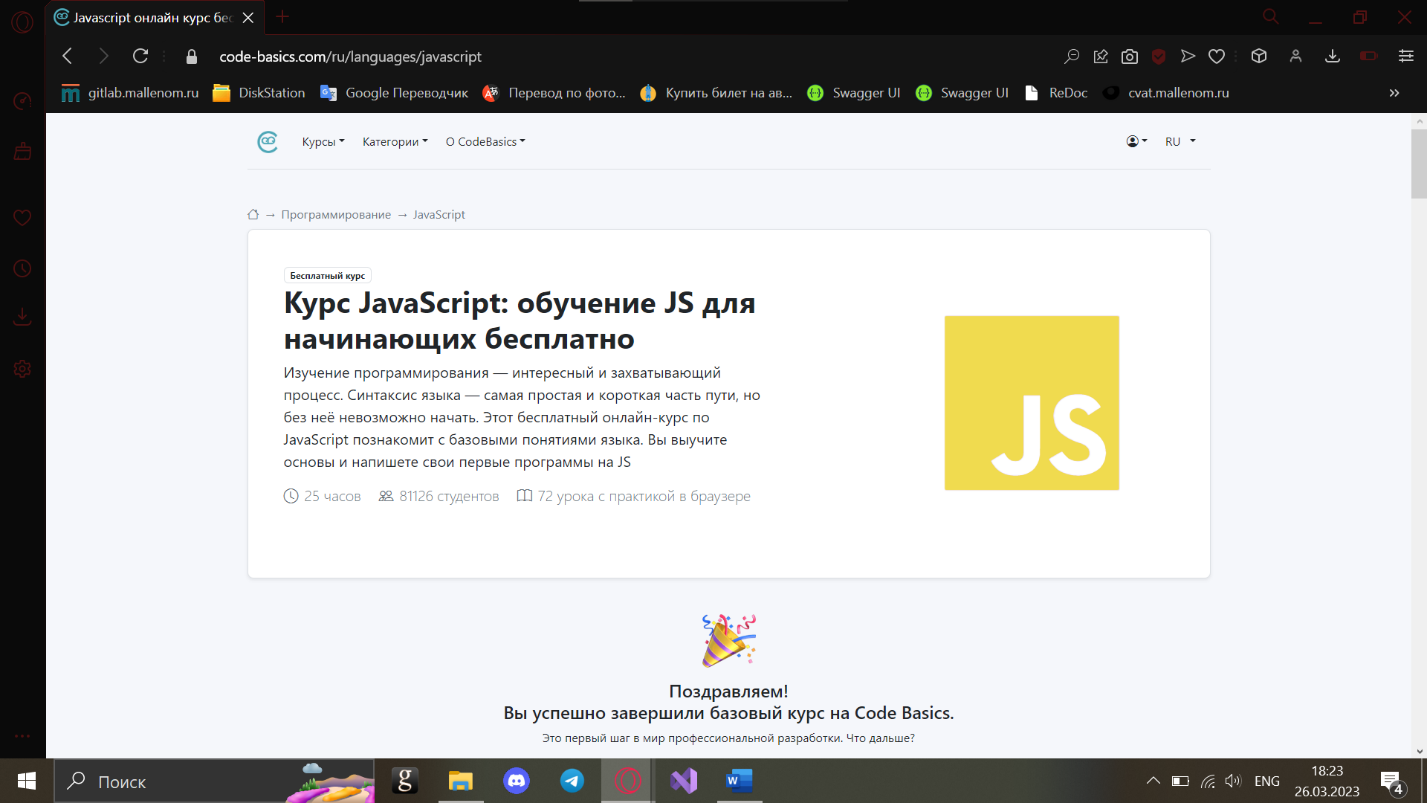 Javascript онлайн курс бес
code-basics.com/ru/languages/javascript
gitlab.mallenom.ru DiskStation Google Переводчик Перевод по фото... Купить билет на ав... Swagger UI Swagger UI ReDoc cvat.mallenom.ru »
Курсы Категории О CodeBasics RU
→ Программирование → JavaScript
Бесплатный курс
Курс JavaScript: обучение JS для
начинающих бесплатно
Изучение программирования — интересный и захватывающий
процесс. Синтаксис языка — самая простая и короткая часть пути, но
без неё невозможно начать. Этот бесплатный онлайн-курс по
JavaScript познакомит с базовыми понятиями языка. Вы выучите
основы и напишете свои первые программы на JS
25 часов 81126 студентов 72 урока с практикой в браузере
JS
Поздравляем!
Вы успешно завершили базовый курс на Code Basics.
Это первый шаг в мир профессиональной разработки. Что дальше?
Поиск
g
W
ENG
18:23
26.03.2023
4